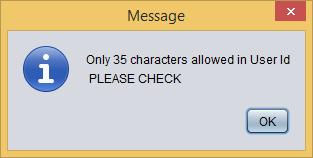 Message
Only 35 characters allowed in User Id
PLEASE CHECK
OK